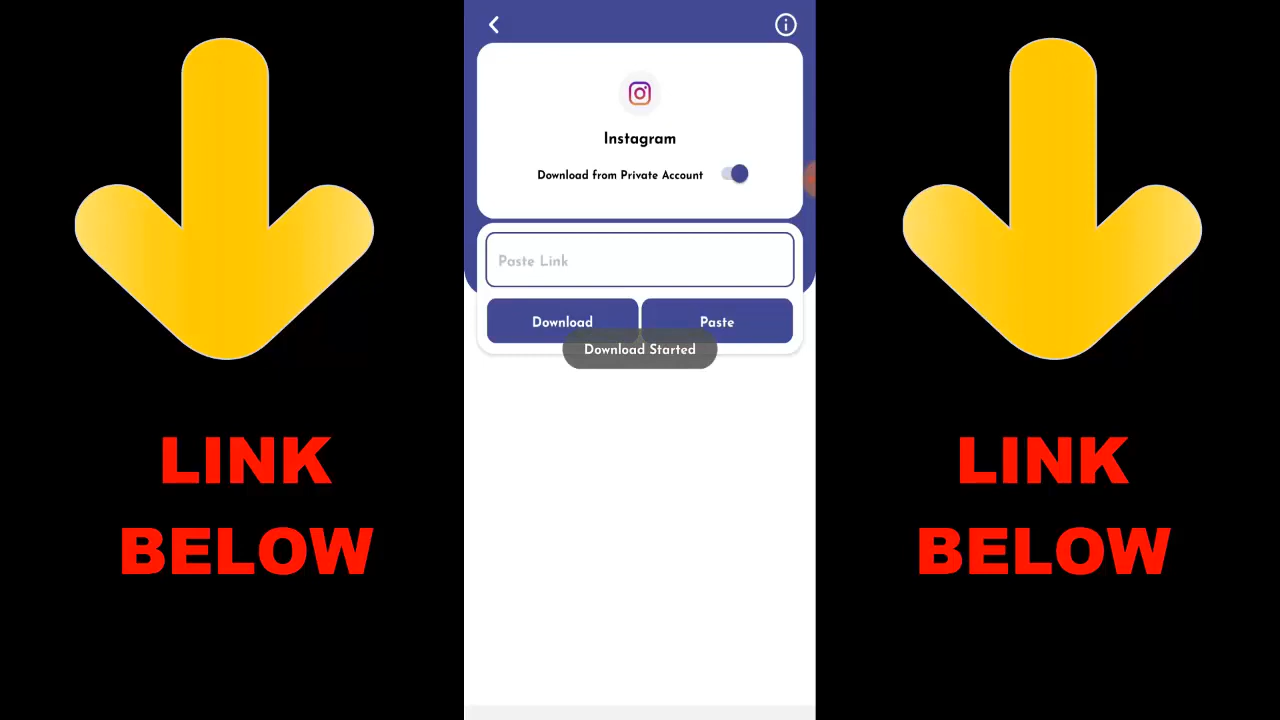 Instagram
Download from Private Account
Paste Link
Download Paste
Download Started
LINK
BELOW
LINK
BELOW